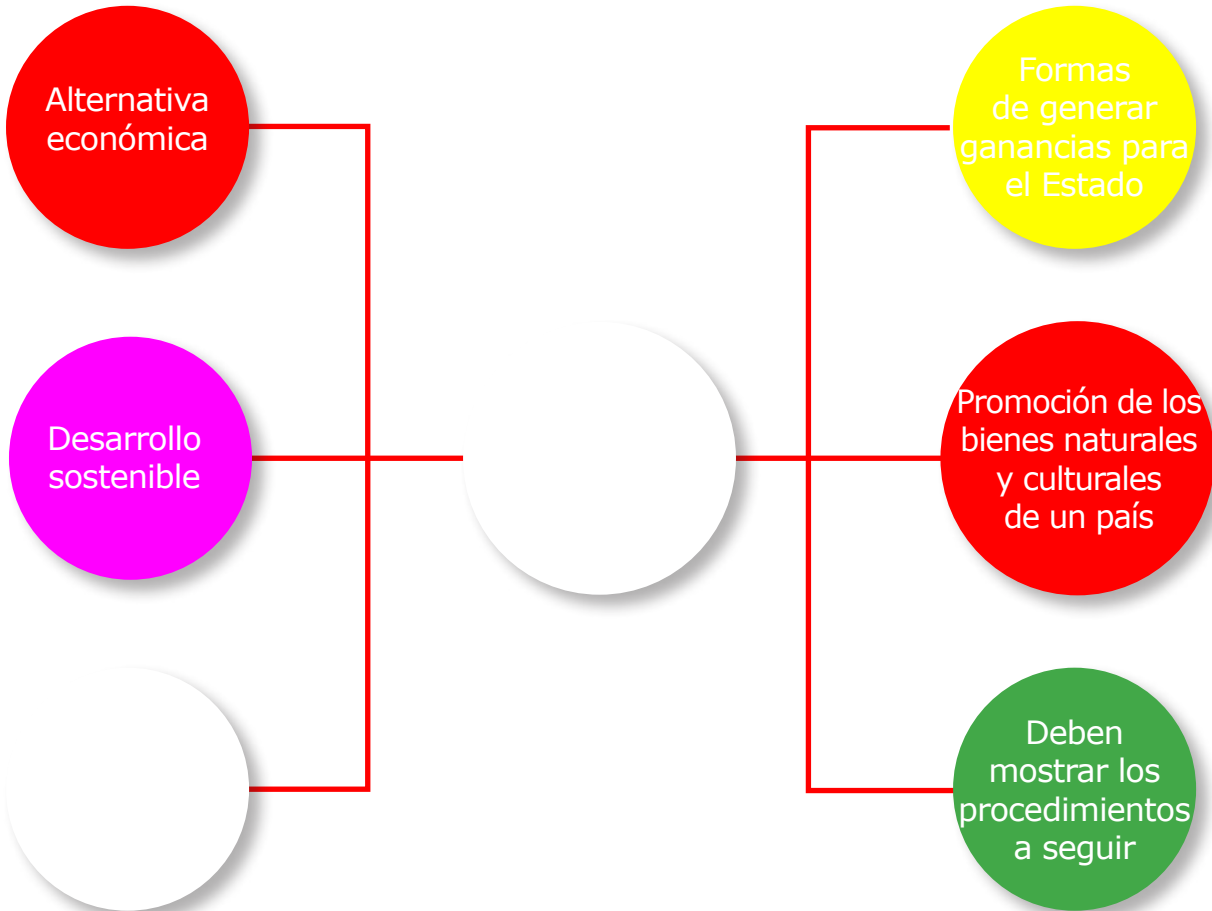 Alternativa
económica
Desarrollo
sostenible
Formas
de generar
ganancias para
el Estado
Promoción de los
bienes naturales
y culturales
de un país
Deben
mostrar los
procedimientos
a seguir